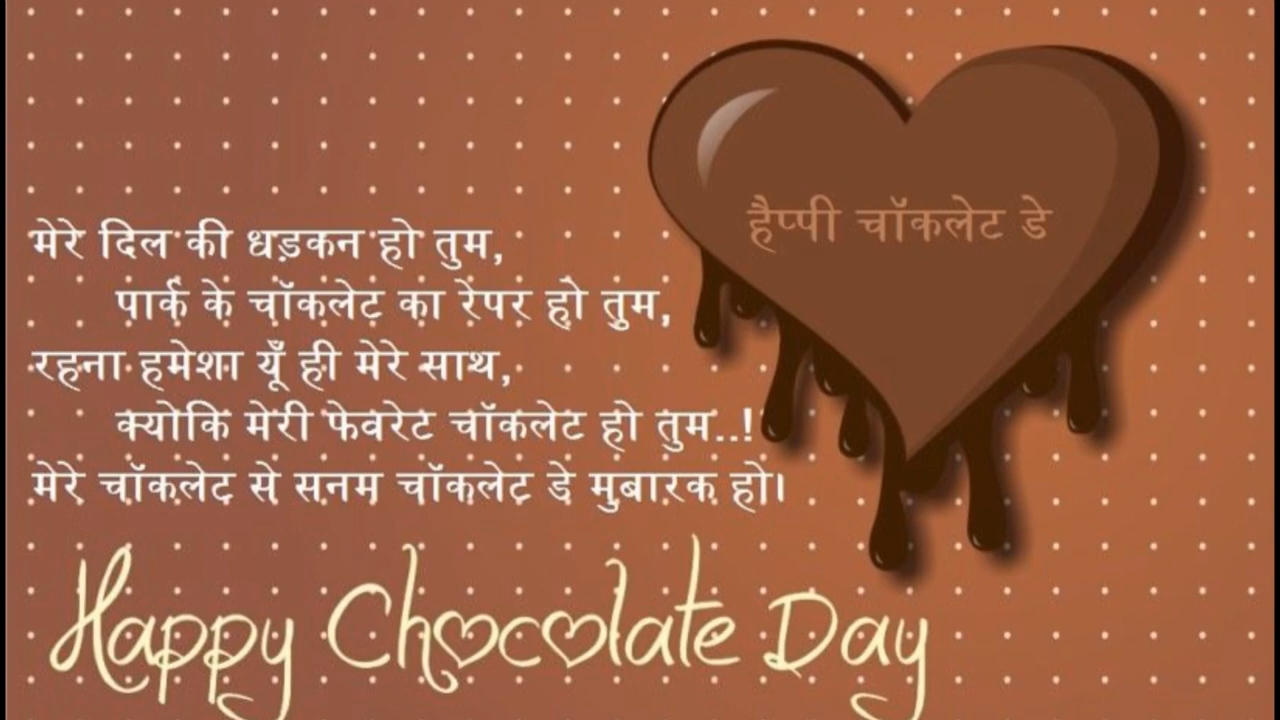 मेरे दिल की धड़कन हो तुम,
पार्क के चॉकलेट का रेपर हो तुम,
रहना हमेशा यूँ ही मेरे साथ,
क्योकि मेरी फेवरेट चॉकलेट हो तुम..!
मेरे चॉकलेट से सनम चॉकलेट डे मुबारक हो।
हैप्पी चॉकलेट डे
Happy Chocolate Day